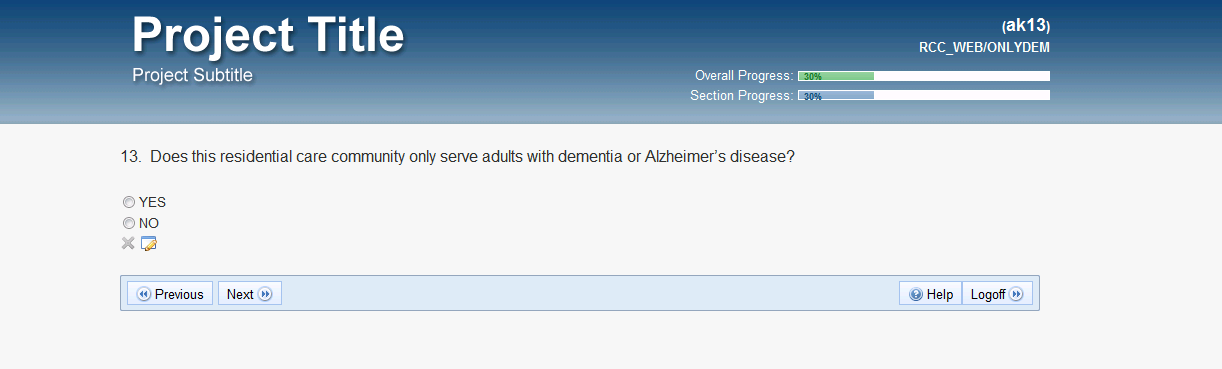 Project Title
Project Subtitle
(ak13)
RCC_WEB/ONLYDEM
Overall Progress: 30%
Section Progress: 30%
13. Does this residential care community only serve adults with dementia or Alzheimer’s disease?
YES
NO
Previous Next Help Logoff